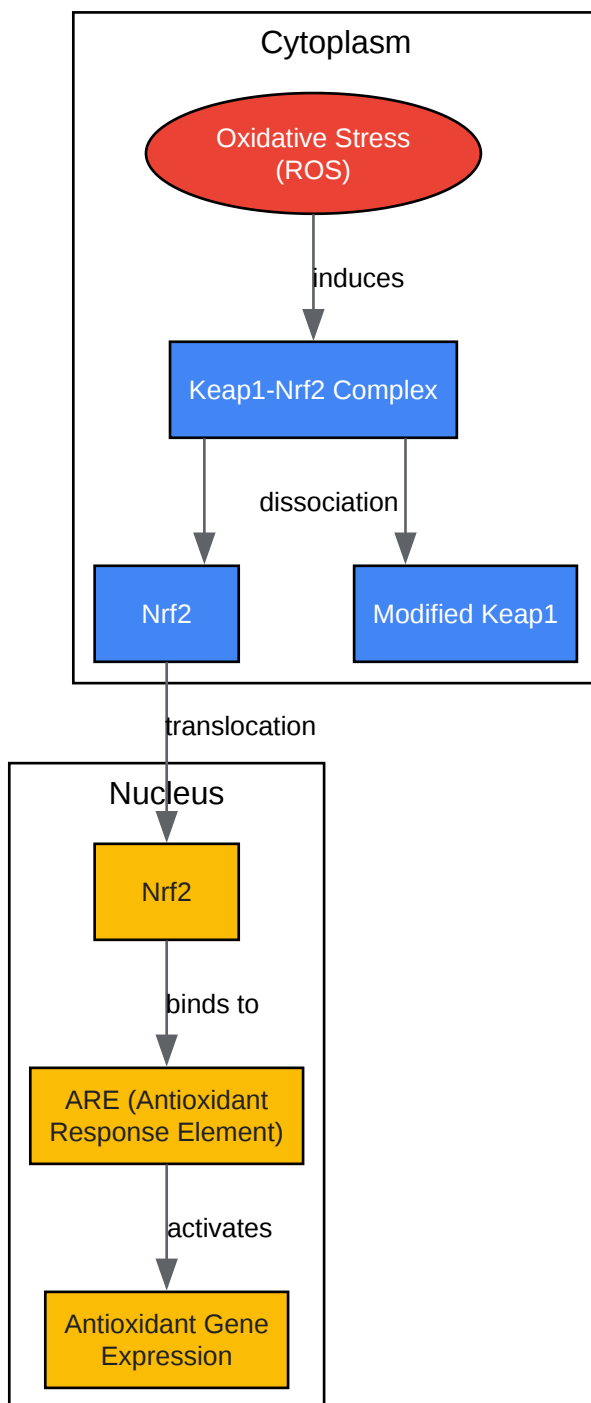 Cytoplasm
Oxidative Stress
(ROS)
induces
Keap1-Nrf2 Complex
dissociation
Nrf2
Modified Keap1
translocation
Nucleus
Nrf2
binds to
ARE (Antioxidant
Response Element)
activates
Antioxidant Gene
Expression